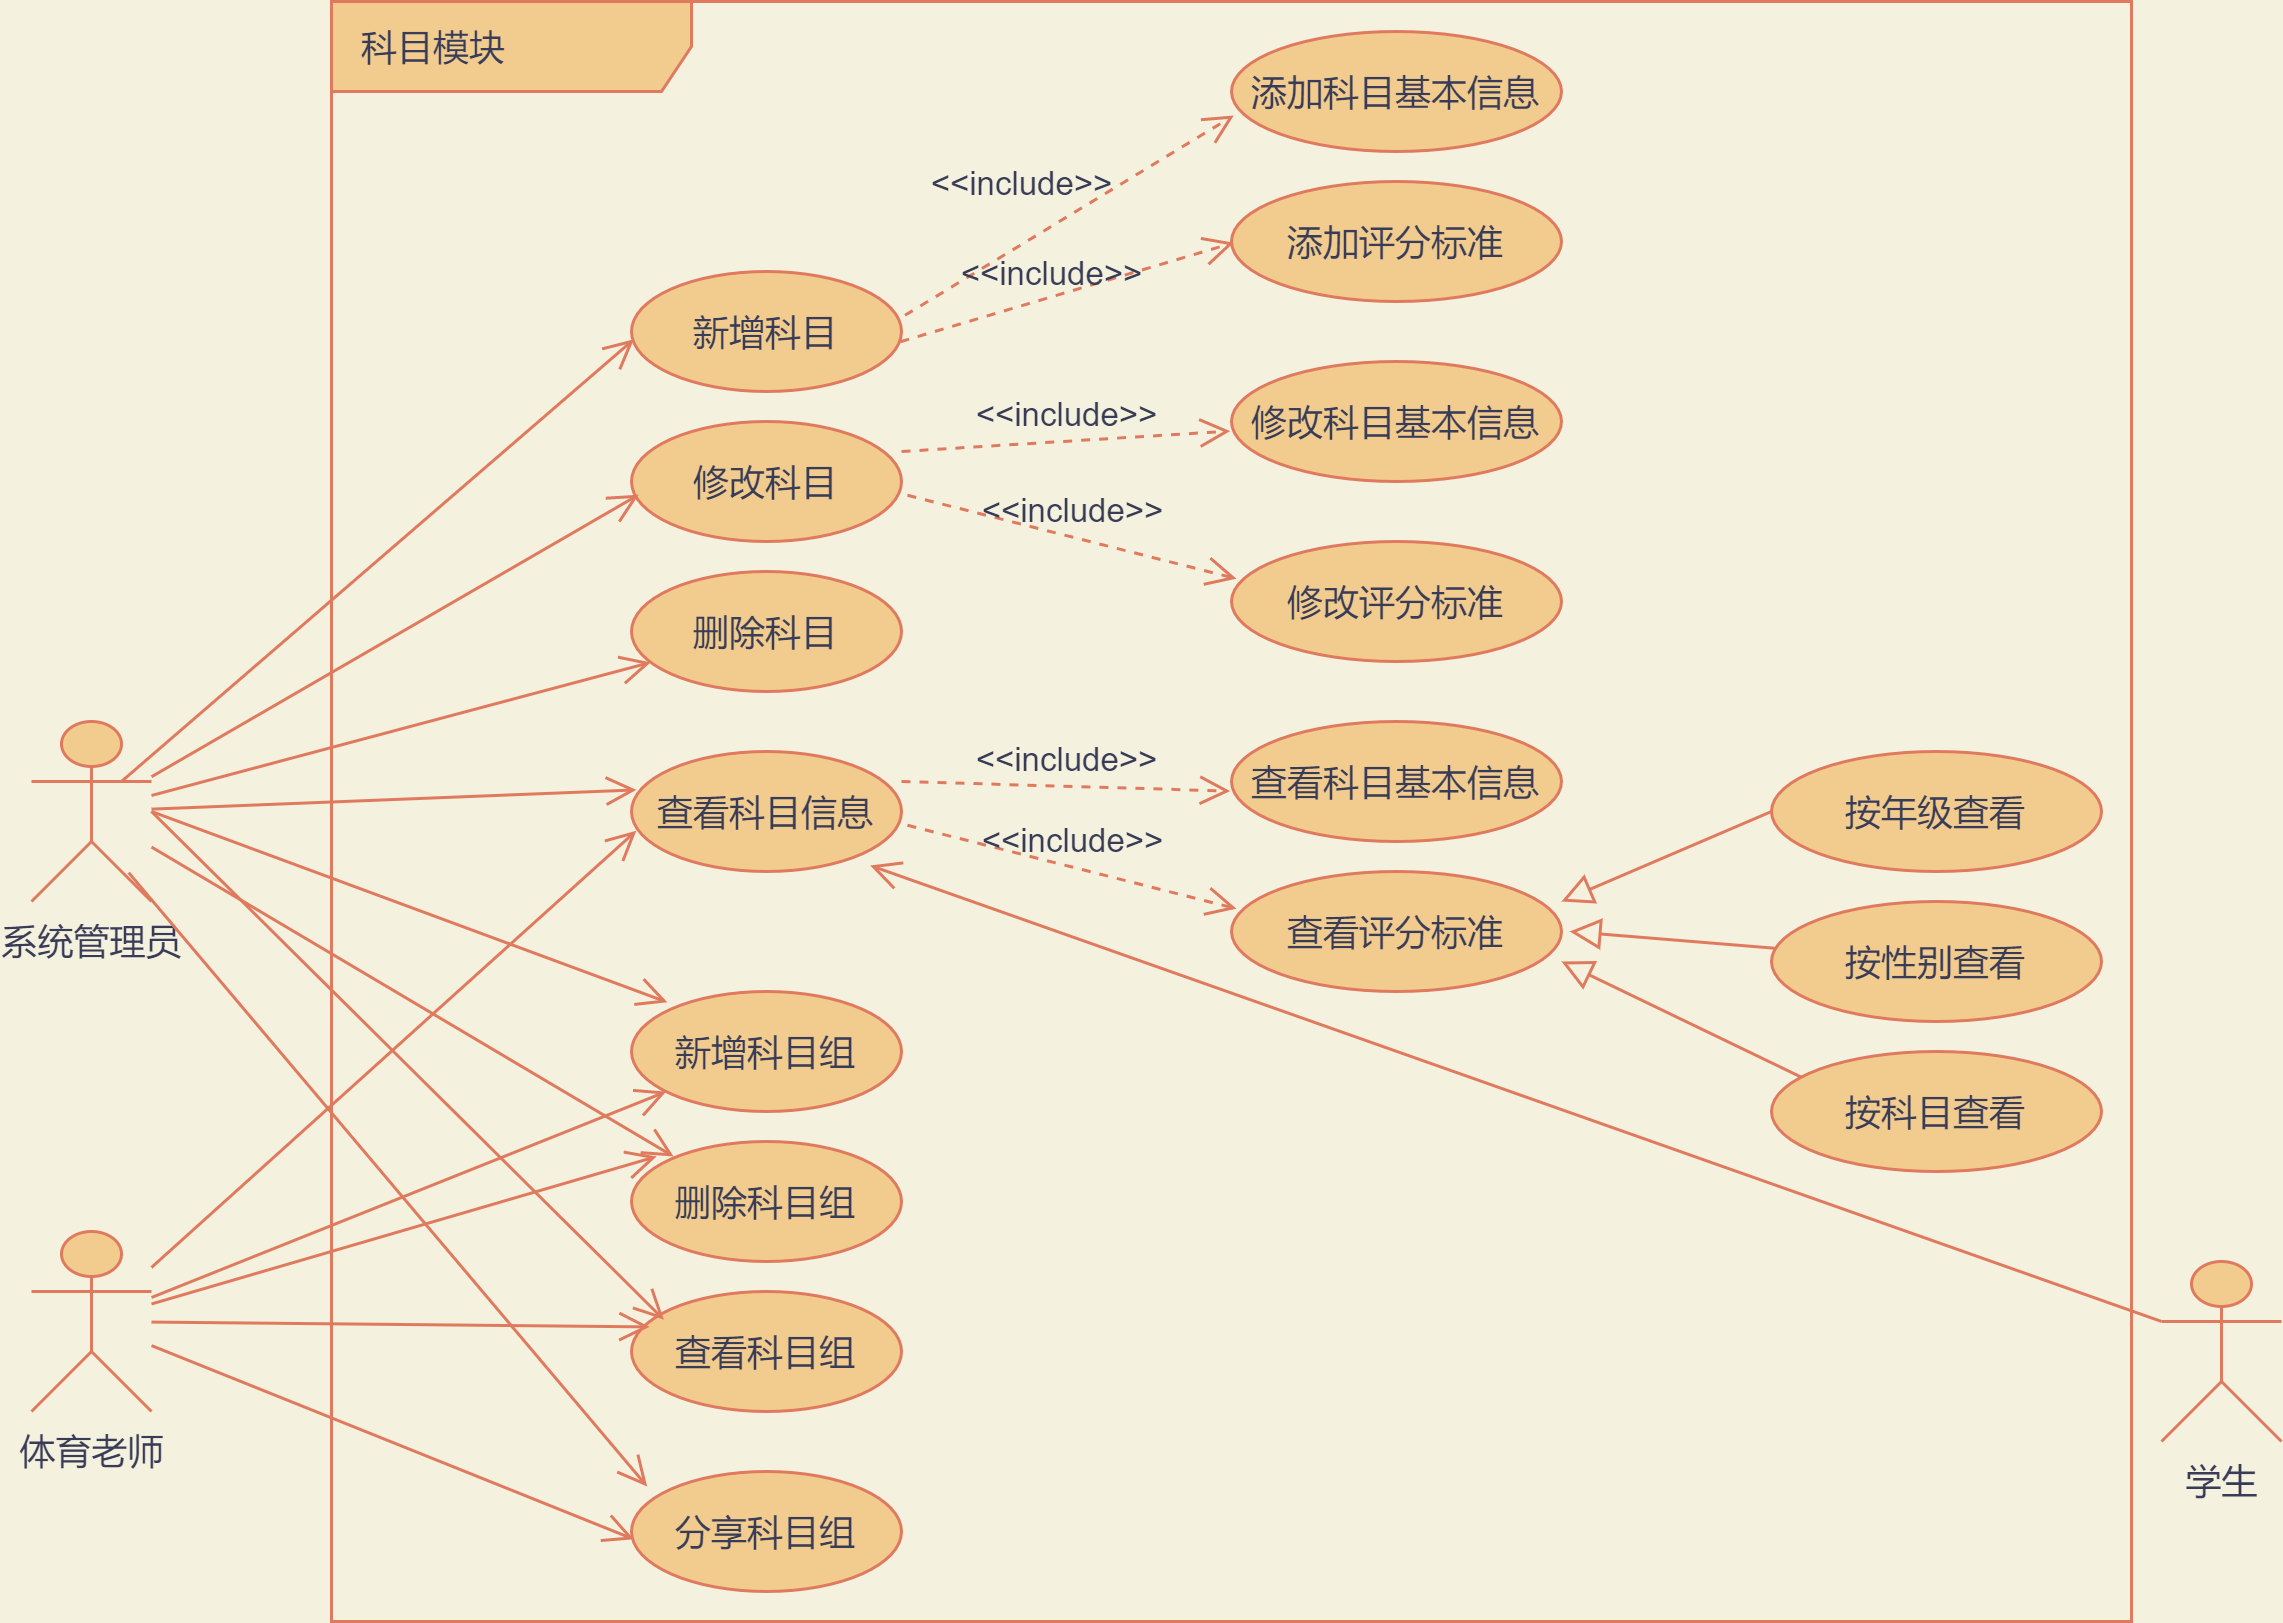 科目模块
添加科目基本信息
<<include>>
添加评分标准
<<include>>
新增科目
<<include>>
修改科目基本信息
修改科目
<<include>>
修改评分标准
删除科目
<<include>>
查看科目基本信息
查看科目信息
按年级查看
<<include>>
查看评分标准
系统管理员
按性别查看
新增科目组
按科目查看
删除科目组
查看科目组
体育老师
学生
分享科目组